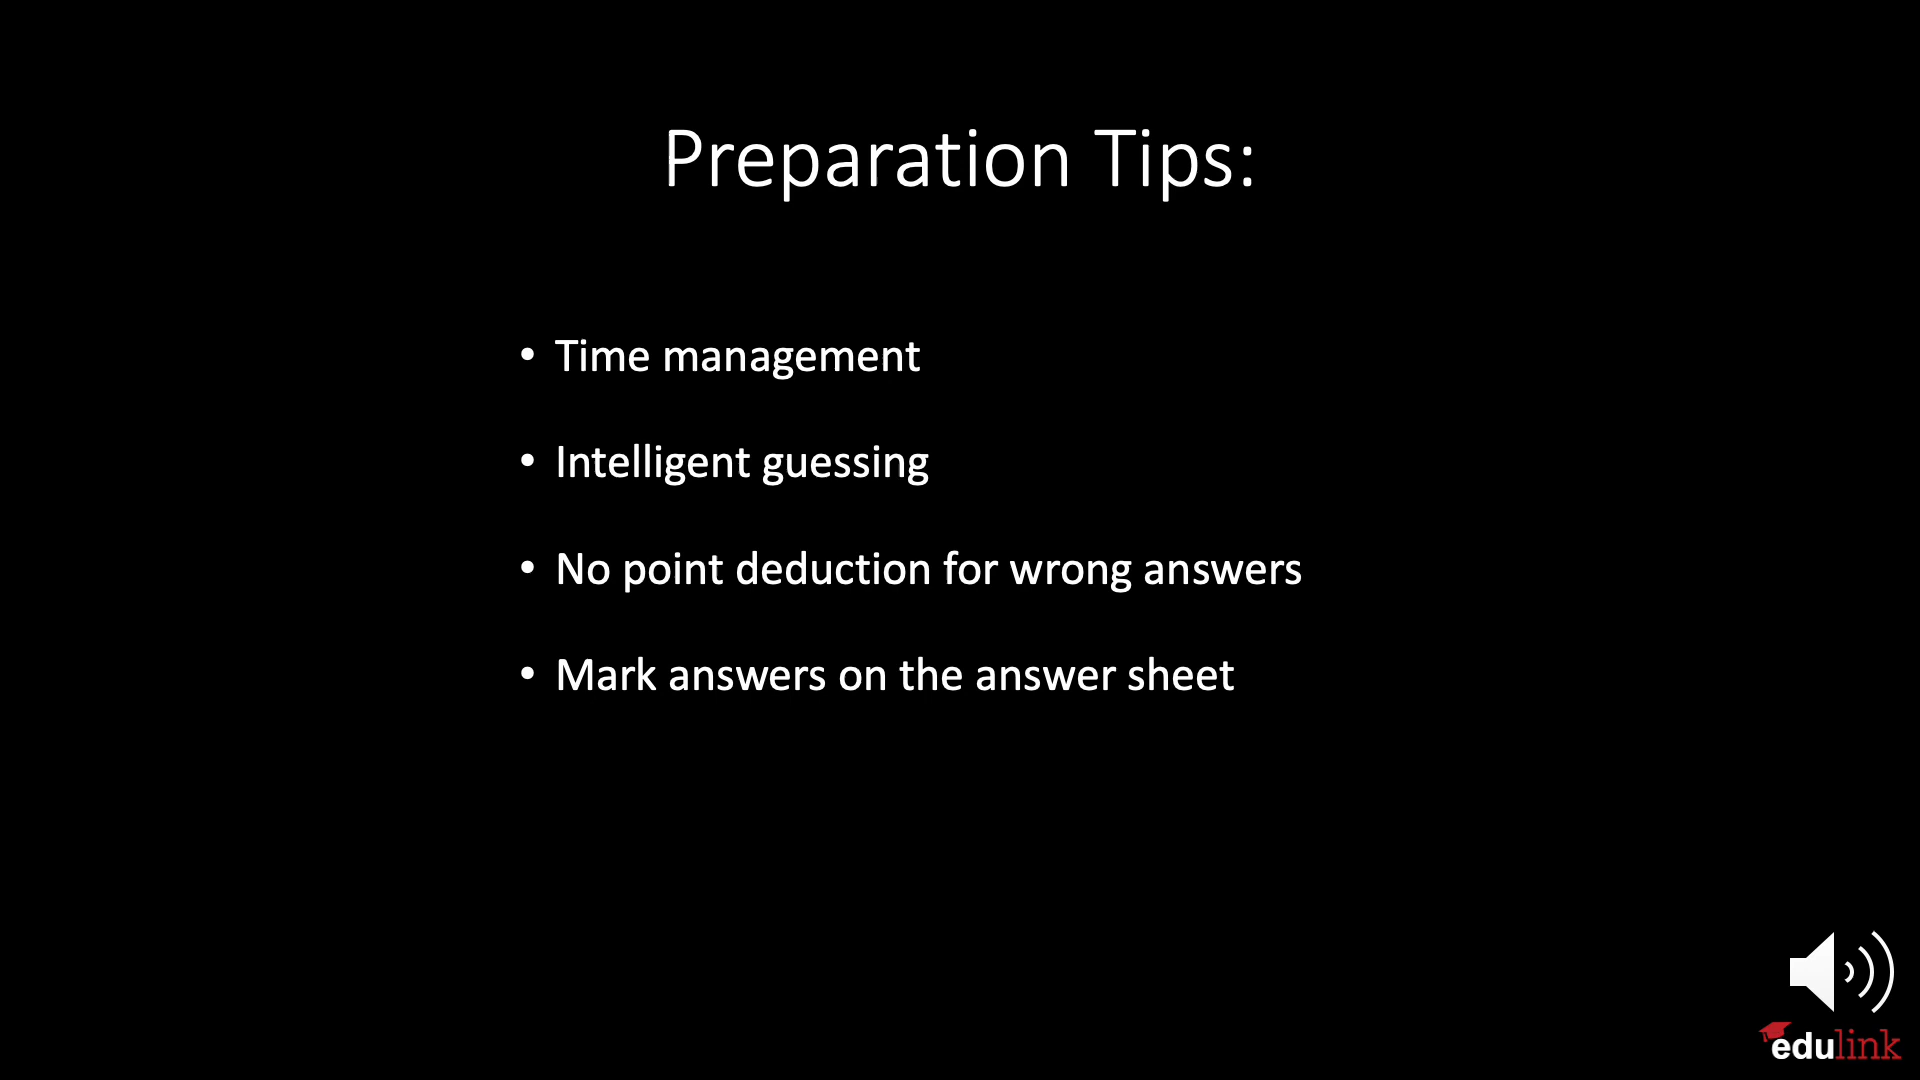 Preparation Tips:
• Time management
• Intelligent guessing
• No point deduction for wrong answers
• Mark answers on the answer sheet
edulink